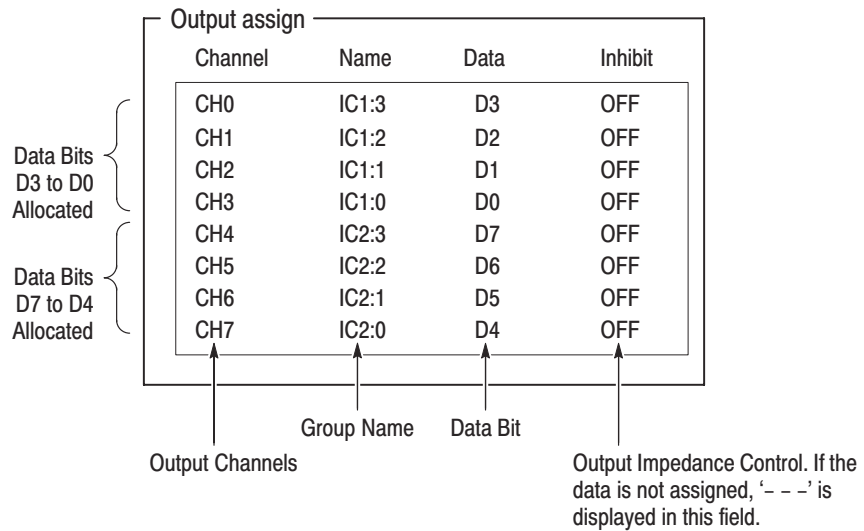 Output assign
Channel Name Data Inhibit
CH0 IC1:3 D3 OFF
CH1 IC1:2 D2 OFF
CH2 IC1:1 D1 OFF
CH3 IC1:0 D0 OFF
CH4 IC2:3 D7 OFF
CH5 IC2:2 D6 OFF
CH6 IC2:1 D5 OFF
CH7 IC2:0 D4 OFF
Data Bits
D3 to D0
Allocated
Data Bits
D7 to D4
Allocated
Group Name Data Bit
Output Channels
Output Impedance Control. If the
data is not assigned, ‘– – –’ is
displayed in this field.